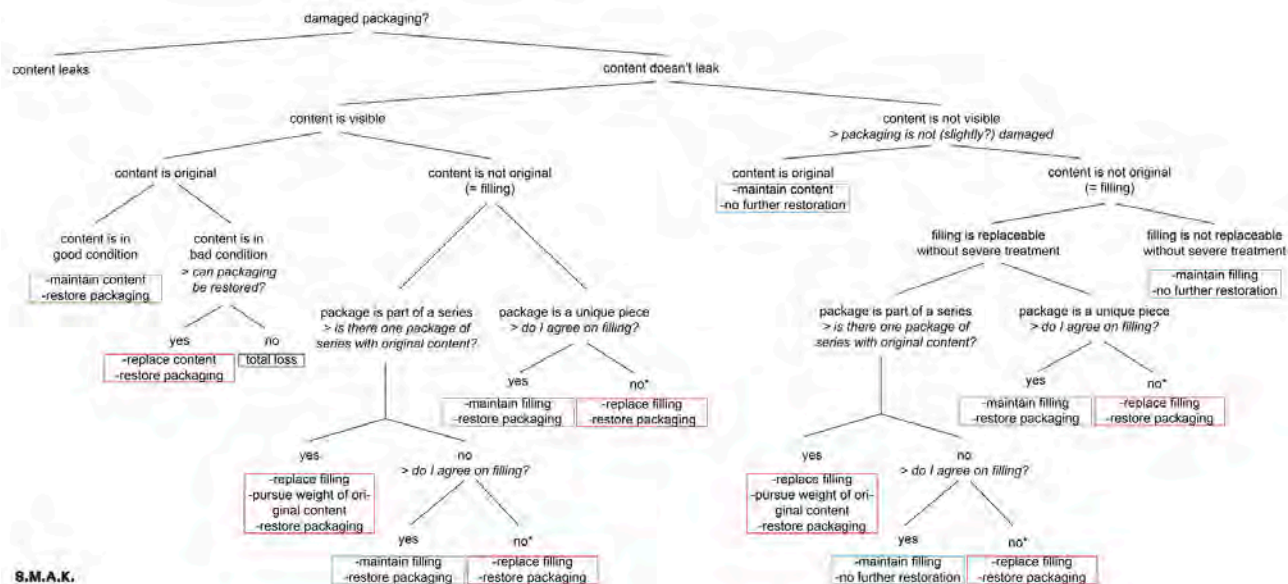 damaged packaging?
content leaks
content doesn't leak
content is visible
content is not visible
> packaging is not (slightly?) damaged
content is original
content is not original
(= filling)
content is original
-maintain content
-no further restoration
content is not original
(= filling)
content is in
good condition
-maintain content
-restore packaging
content is in
bad condition
> can packaging
be restored?
filling is replaceable
without severe treatment
filling is not replaceable
without severe treatment
-maintain filling
-no further restoration
package is part of a series
> is there one package of
series with original content?
package is a unique piece
> do I agree on filling?
package is part of a series
> is there one package of
series with original content?
package is a unique piece
> do I agree on filling?
yes
-replace content
-restore packaging
no
total loss
yes
-maintain filling
-restore packaging
no*
-replace filling
-restore packaging
yes
-maintain filling
-restore packaging
no*
-replace filling
-restore packaging
yes
-replace filling
-pursue weight of ori-
ginal content
-restore packaging
no
> do I agree on filling?
yes
-replace filling
-pursue weight of ori-
ginal content
-restore packaging
no
> do I agree on filling?
yes
-maintain filling
-restore packaging
no*
-replace filling
-restore packaging
yes
-maintain filling
-no further restoration
no*
-replace filling
-restore packaging
S.M.A.K.